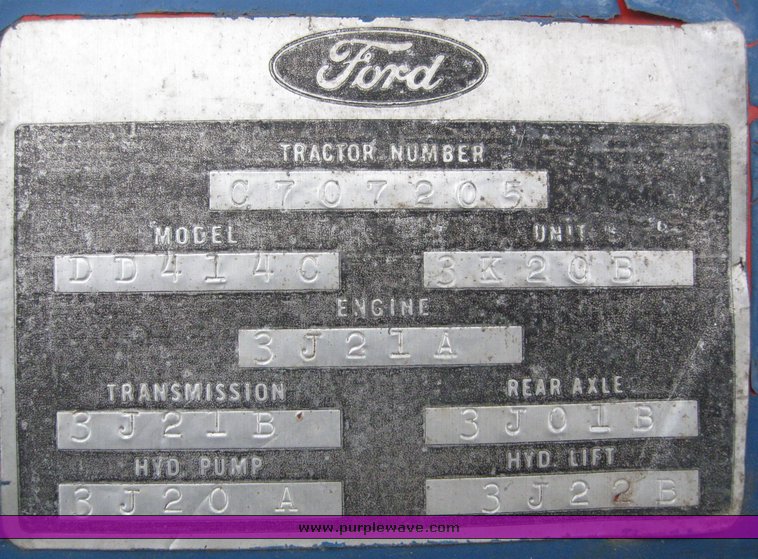 Ford
TRACTOR NUMBER
C707205
MODEL UNIT
DD414C 3K20B
ENGINE
3J21A
TRANSMISSION REAR AXLE
3J21B 3J01B
HYD. PUMP HYD. LIFT
3J20 A 3J22B
www.purplewave.com